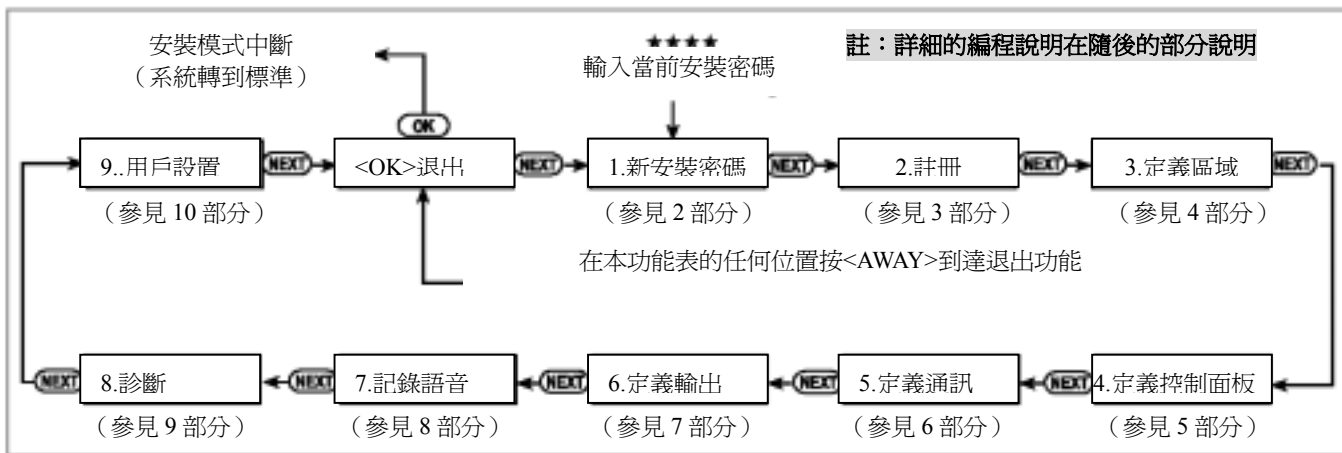 安裝模式中斷
（系統轉到標準）
★★★★
輸入當前安裝密碼
註：詳細的編程說明在隨後的部分說明
OK
9..用戶設置
NEXT
<OK>退出
NEXT
1.新安裝密碼
NEXT
2.註冊
NEXT
3.定義區域
NEXT
（參見 10 部分）
（參見 2 部分）
（參見 3 部分）
（參見 4 部分）
在本功能表的任何位置按<AWAY>到達退出功能
NEXT
8.診斷
NEXT
7.記錄語音
NEXT
6.定義輸出
NEXT
5.定義通訊
NEXT
4.定義控制面板
（參見 9 部分）
（參見 8 部分）
（參見 7 部分）
（參見 6 部分）
（參見 5 部分）